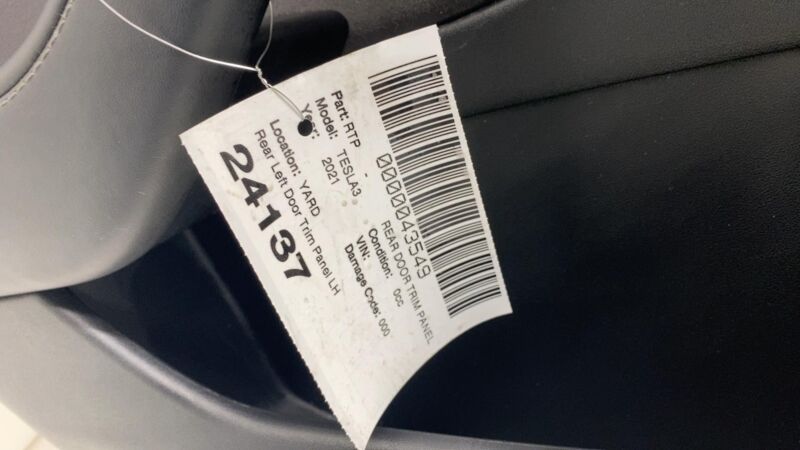 0000043549
Part: RTP - REAR DOOR TRIM PANEL
Model: TESLA3 Condition: 0cc
Year: 2021 VIN:
Damage Code: 000
Location: YARD
Rear Left Door Trim Panel LH
24137